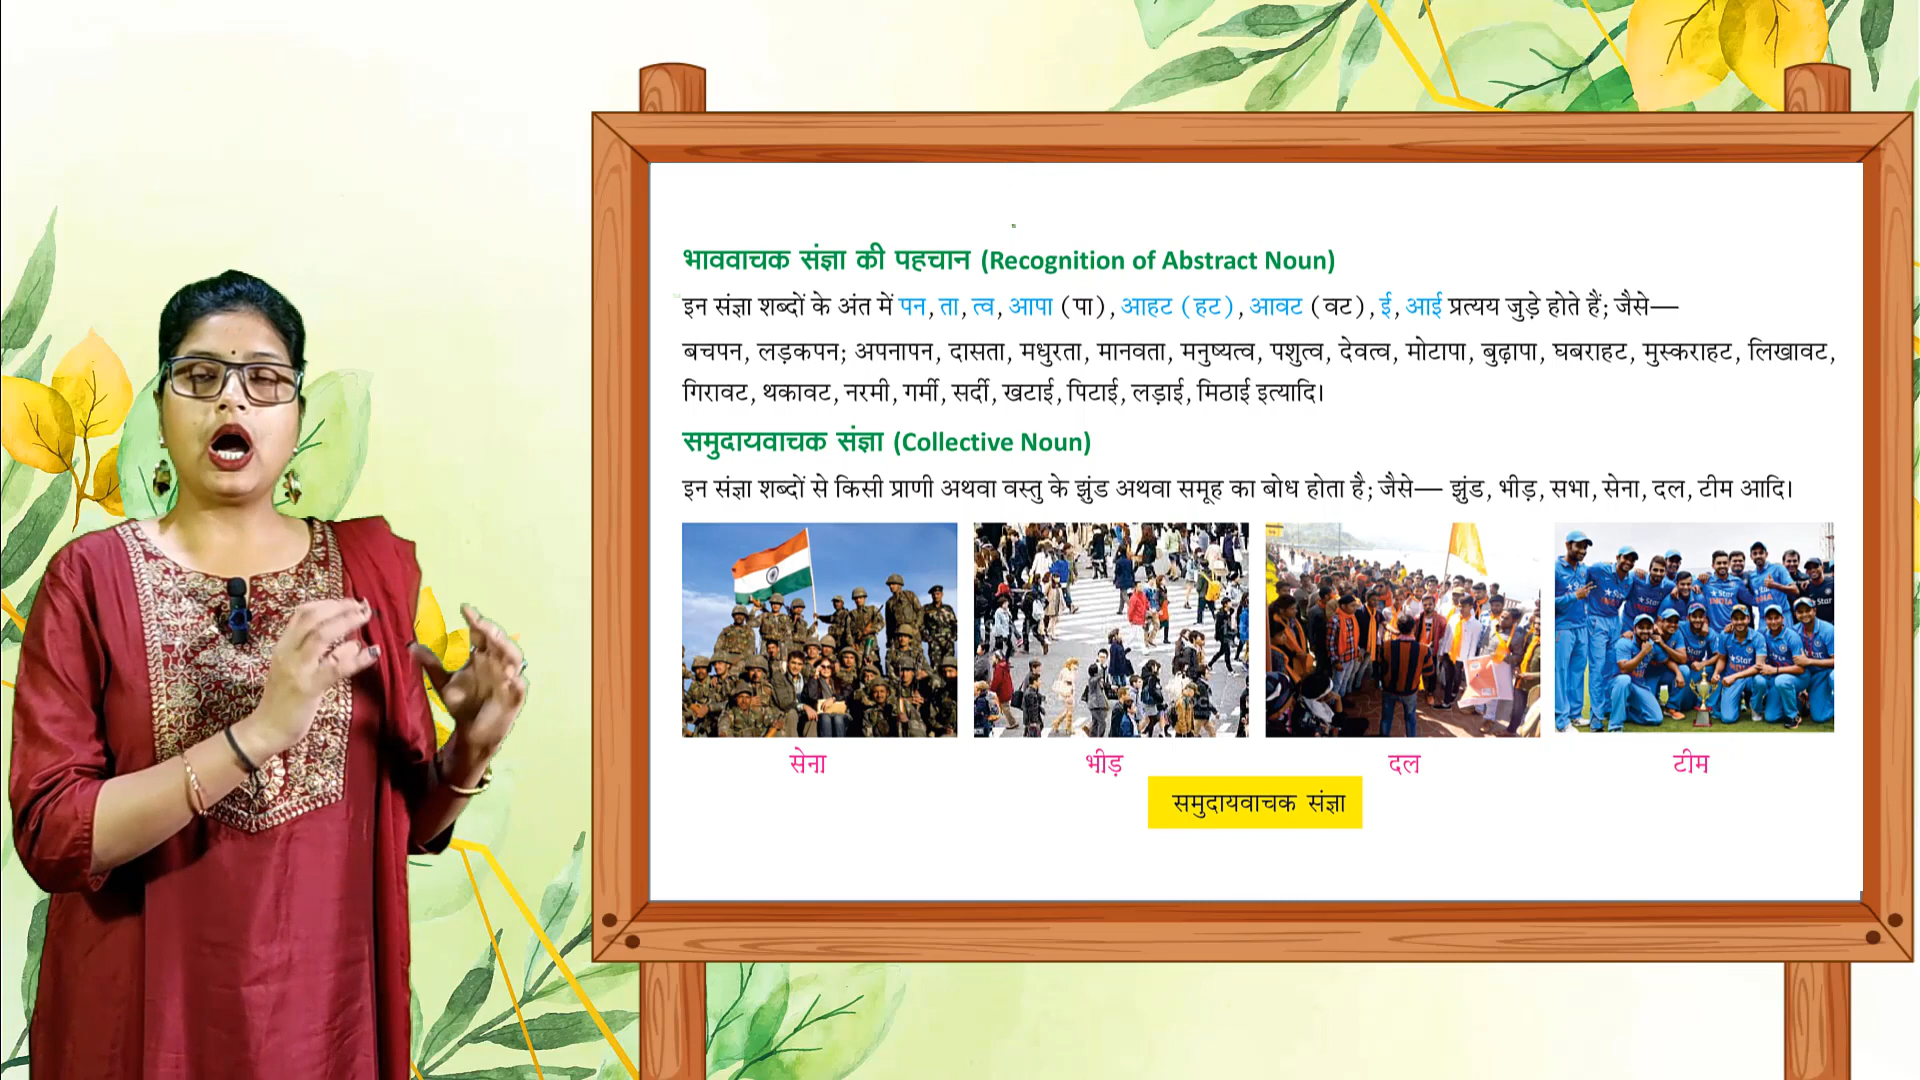 भाववाचक संज्ञा की पहचान (Recognition of Abstract Noun)
इन संज्ञा शब्दों के अंत में पन, ता, त्व, आपा (पा), आहट (हट), आवट (वट), ई, आई प्रत्यय जुड़े होते हैं; जैसे—
बचपन, लड़कपन; अपनापन, दासता, मधुरता, मानवता, मनुष्यत्व, पशुत्व, देवत्व, मोटापा, बुढ़ापा, घबराहट, मुस्कराहट, लिखावट,
गिरावट, थकावट, नरमी, गर्मी, सर्दी, खटाई, पिटाई, लड़ाई, मिठाई इत्यादि।
समुदायवाचक संज्ञा (Collective Noun)
इन संज्ञा शब्दों से किसी प्राणी अथवा वस्तु के झुंड अथवा समूह का बोध होता है; जैसे— झुंड, भीड़, सभा, सेना, दल, टीम आदि।
सेना भीड़ दल टीम
समुदायवाचक संज्ञा